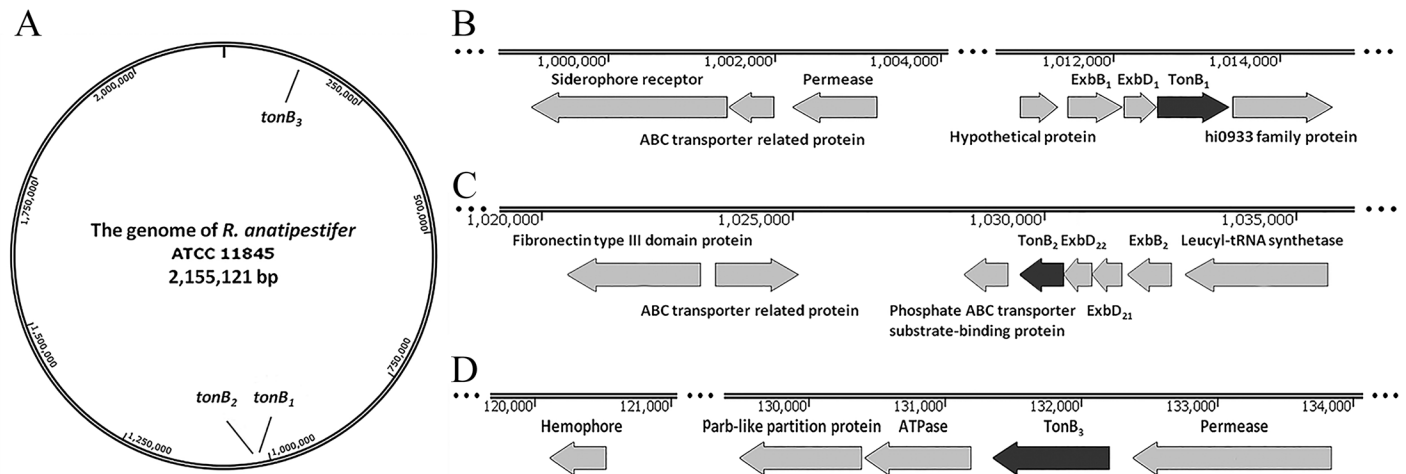 A
2,000,000
250,000
tonB3
1,750,000
500,000
The genome of R. anatipestifer
ATCC 11845
2,155,121 bp
1,500,000
750,000
tonB2 tonB1
1,250,000
1,000,000
B
1,000,000 1,002,000 1,004,000 1,012,000 1,014,000
Siderophore receptor Permease ExbB1 ExbD1 TonB1
ABC transporter related protein Hypothetical protein hi0933 family protein
C
1,020,000 1,025,000 1,030,000 1,035,000
Fibronectin type III domain protein TonB2 ExbD22 ExbB2 Leucyl-tRNA synthetase
ABC transporter related protein Phosphate ABC transporter ExbD21
substrate-binding protein
D
120,000 121,000 130,000 131,000 132,000 133,000 134,000
Hemophore Parb-like partition protein ATPase TonB3 Permease